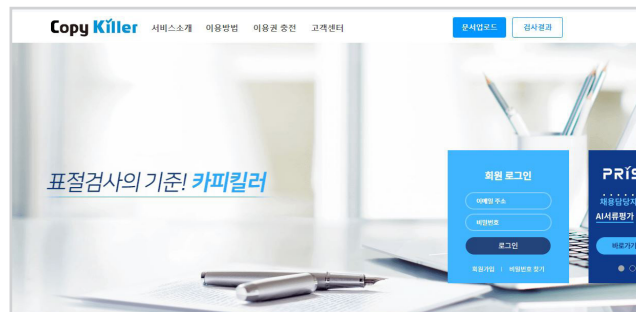 Copy Killer 서비스소개 이용방법 이용권 충전 고객센터 문서업로드 검사결과
표절검사의 기준! 카피킬러
회원 로그인
이메일 주소
비밀번호
로그인
회원가입 | 비밀번호 찾기
PRIS
채용담당자
AI서류평가
바로가기